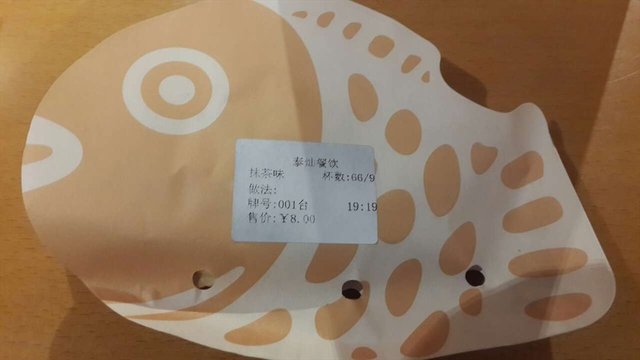 泰灿餐饮
抹茶味 杯数:66/9
做法:
牌号:001台 19:19
售价:￥8.00